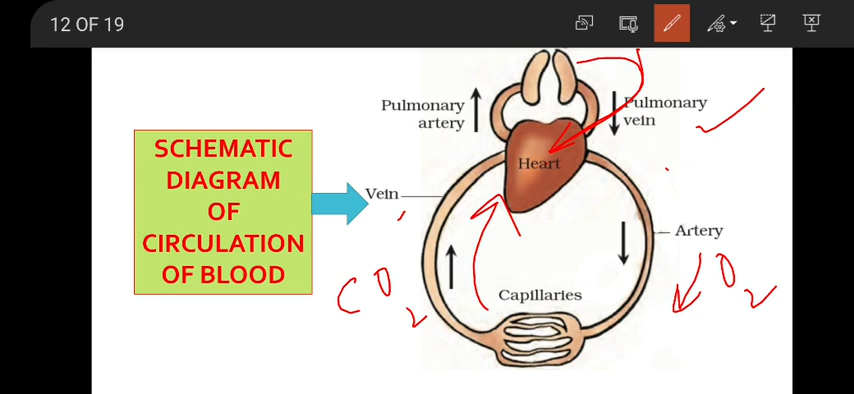 12 OF 19
Pulmonary
artery
Pulmonary
vein
SCHEMATIC
DIAGRAM
OF
CIRCULATION
OF BLOOD
Heart
Vein
Artery
Capillaries
CO2
O2